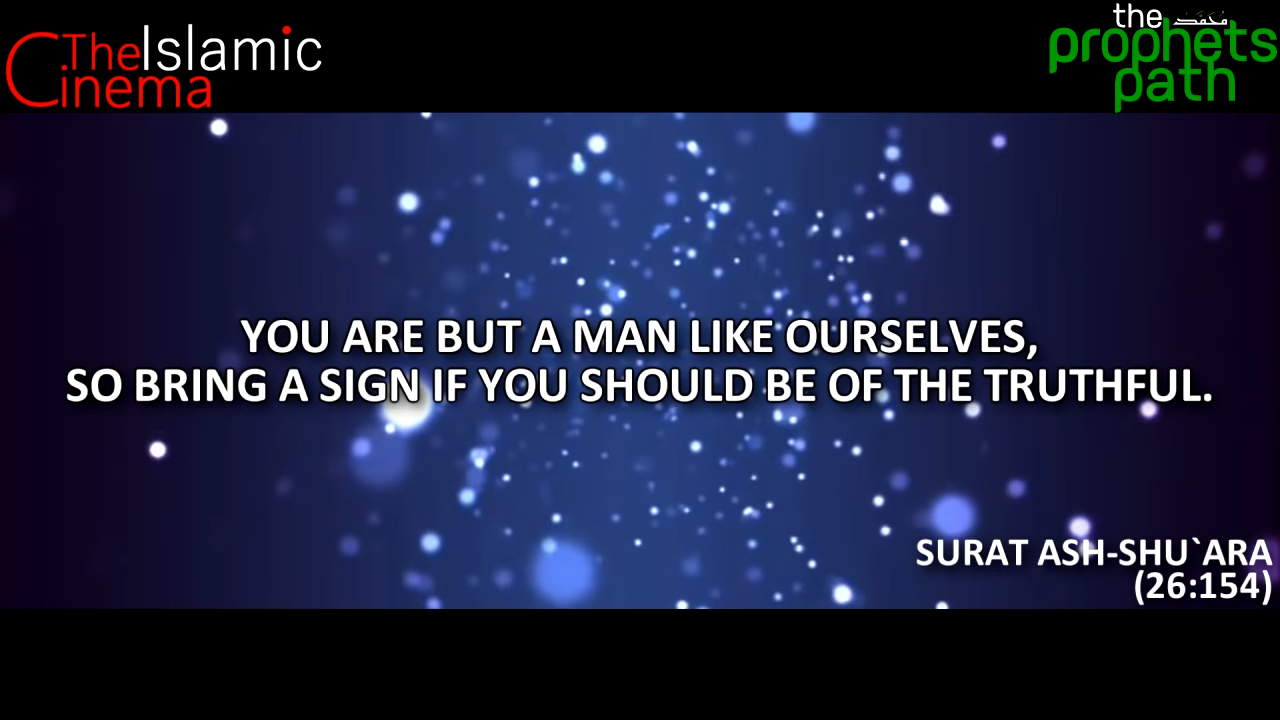 TheIslamic
Cinema
the محمد
prophets
path
YOU ARE BUT A MAN LIKE OURSELVES,
SO BRING A SIGN IF YOU SHOULD BE OF THE TRUTHFUL.
SURAT ASH-SHU`ARA
(26:154)